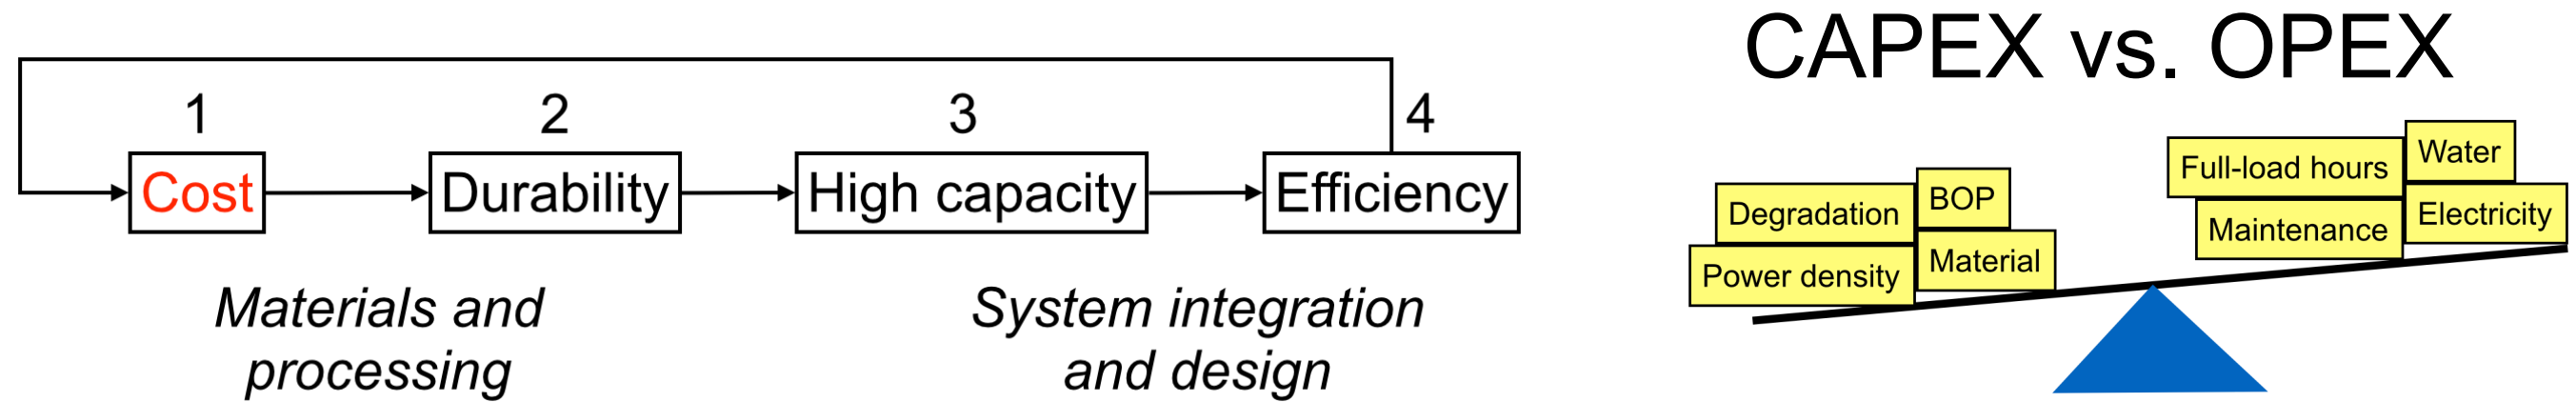 1
2
3
4
Cost
Durability
High capacity
Efficiency
Materials and
processing
System integration
and design
CAPEX vs. OPEX
Degradation
BOP
Power density
Material
Full-load hours
Water
Maintenance
Electricity